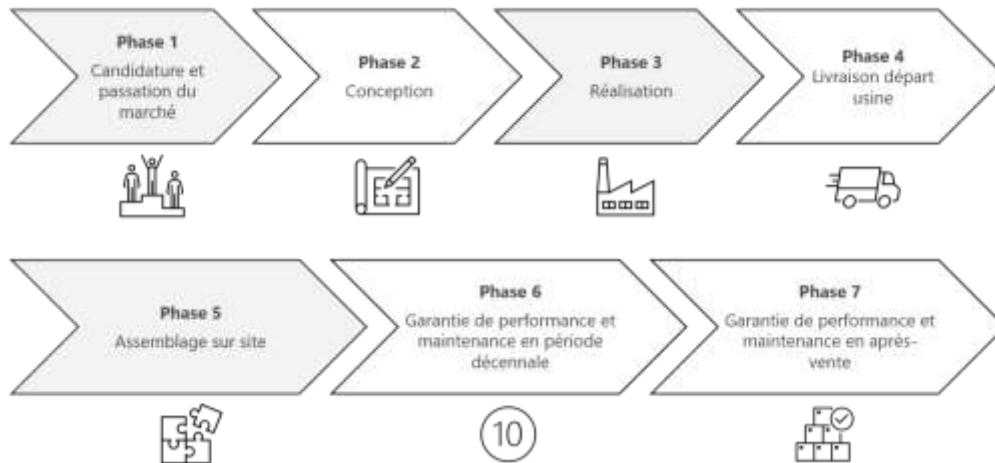 Phase 1
Candidature et
passation du
marché
Phase 2
Conception
Phase 3
Réalisation
Phase 4
Livraison départ
usine
Phase 5
Assemblage sur site
Phase 6
Garantie de performance et
maintenance en période
décennale
10
Phase 7
Garantie de performance et
maintenance en après-
vente